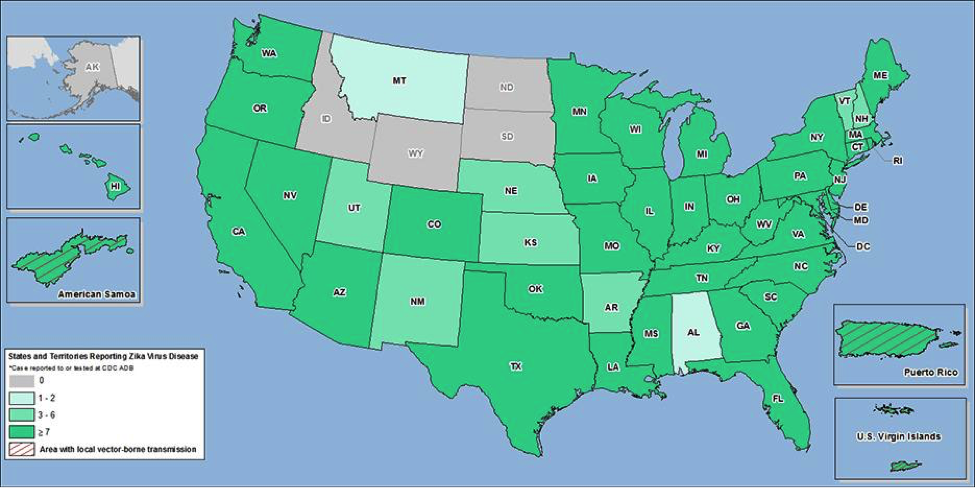 WA
MT
ND
ME
AK
OR
ID
MN
VT
NH
SD
WI
NY
MA
WY
MI
CT
RI
IA
PA
HI
NE
NJ
NV
UT
OH
IL
IN
DE
CO
MD
CA
WV
VA
KS
MO
KY
DC
NC
TN
AZ
OK
American Samoa
NM
AR
SC
MS
AL
GA
States and Territories Reporting Zika Virus Disease
*Case reported to or tested at CDC ADB
0
1 - 2
3 - 6
≥ 7
Area with local vector-borne transmission
TX
LA
FL
Puerto Rico
U.S. Virgin Islands